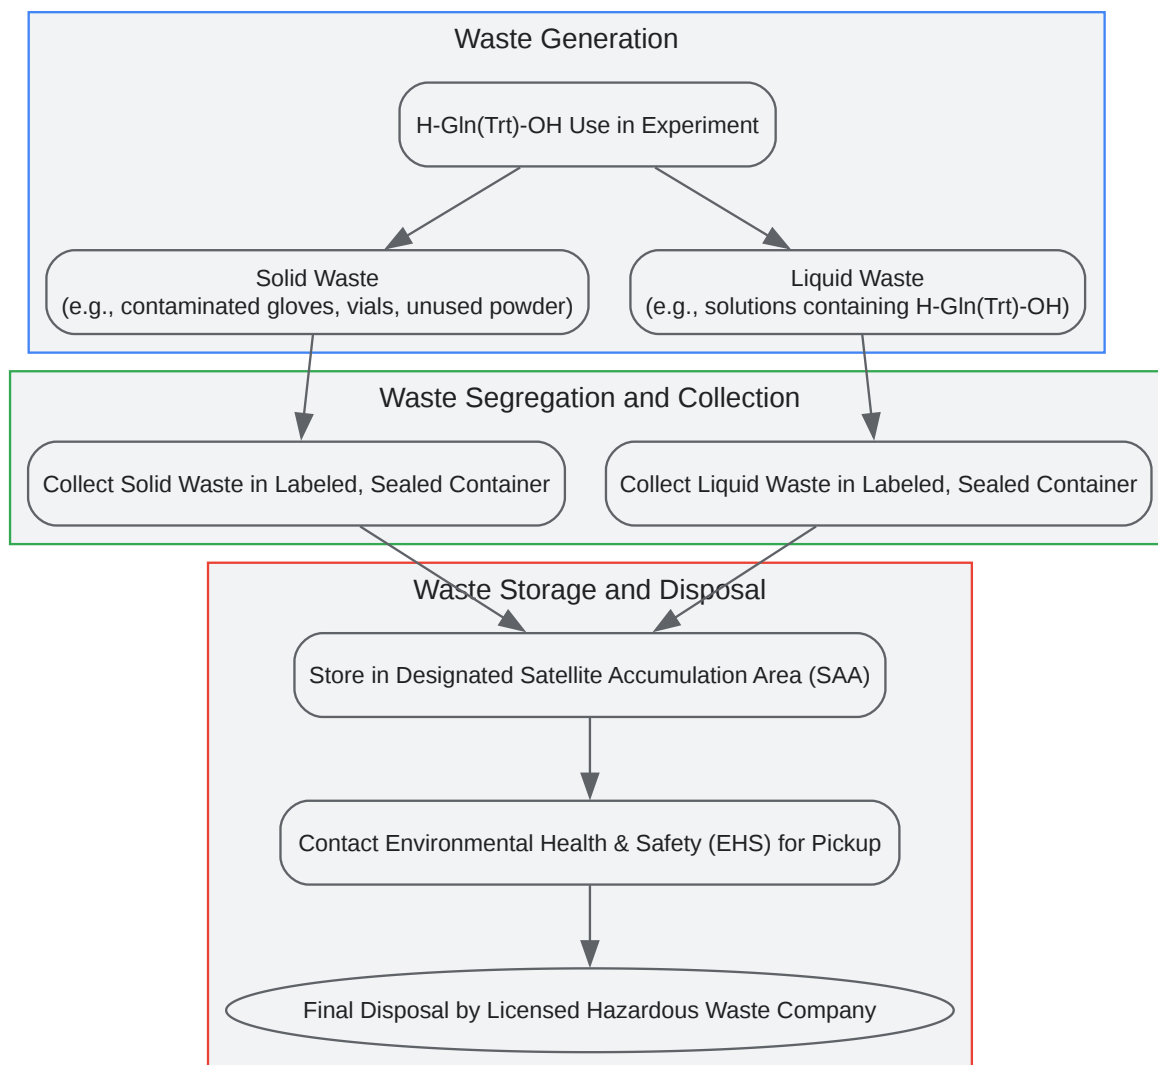 Waste Generation
H-Gln(Trt)-OH Use in Experiment
Solid Waste
(e.g., contaminated gloves, vials, unused powder)
Liquid Waste
(e.g., solutions containing H-Gln(Trt)-OH)
Waste Segregation and Collection
Collect Solid Waste in Labeled, Sealed Container
Collect Liquid Waste in Labeled, Sealed Container
Waste Storage and Disposal
Store in Designated Satellite Accumulation Area (SAA)
Contact Environmental Health & Safety (EHS) for Pickup
Final Disposal by Licensed Hazardous Waste Company